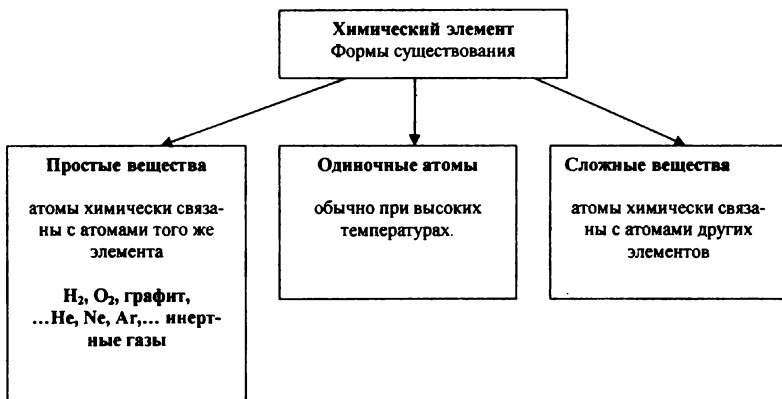 Химический элемент
Формы существования
Простые вещества
атомы химически связа-
ны с атомами того же
элемента
H₂, O₂, графит,
…He, Ne, Ar,… инерт-
ные газы
Одиночные атомы
обычно при высоких
температурах.
Сложные вещества
атомы химически связа-
ны с атомами других
элементов